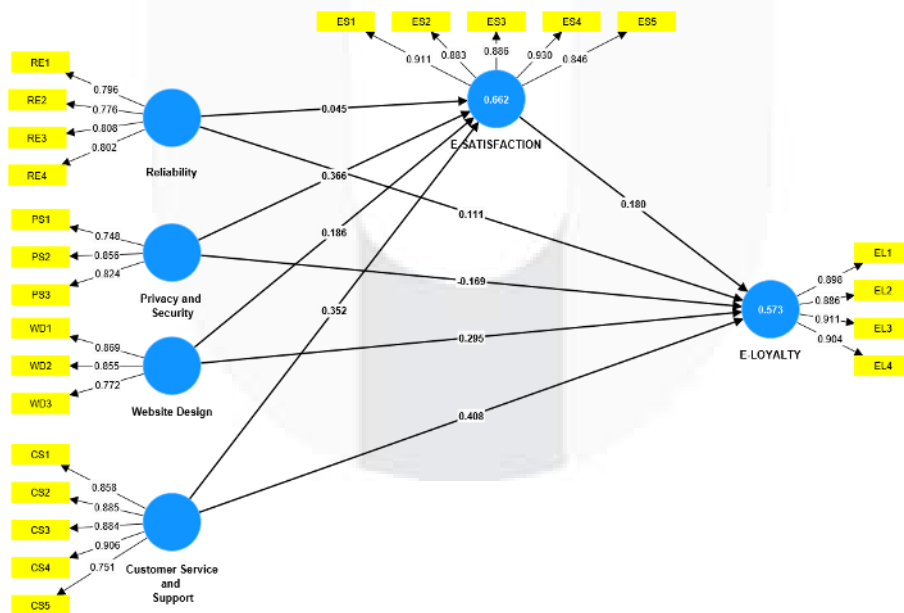 ES1 ES2 ES3 ES4 ES5
0.911 0.883 0.886 0.930 0.846
0.662
E-SATISFACTION
RE1
RE2
RE3
RE4
0.796
0.776
0.808
0.802
Reliability
0.045
0.366
0.186
0.352
0.111
-0.169
0.295
0.408
0.180
PS1
PS2
PS3
0.748
0.856
0.824
Privacy and
Security
WD1
WD2
WD3
0.869
0.855
0.772
Website Design
CS1
CS2
CS3
CS4
CS5
0.858
0.885
0.884
0.906
0.751
Customer Service
and
Support
0.573
E-LOYALTY
0.898
0.886
0.911
0.904
EL1
EL2
EL3
EL4